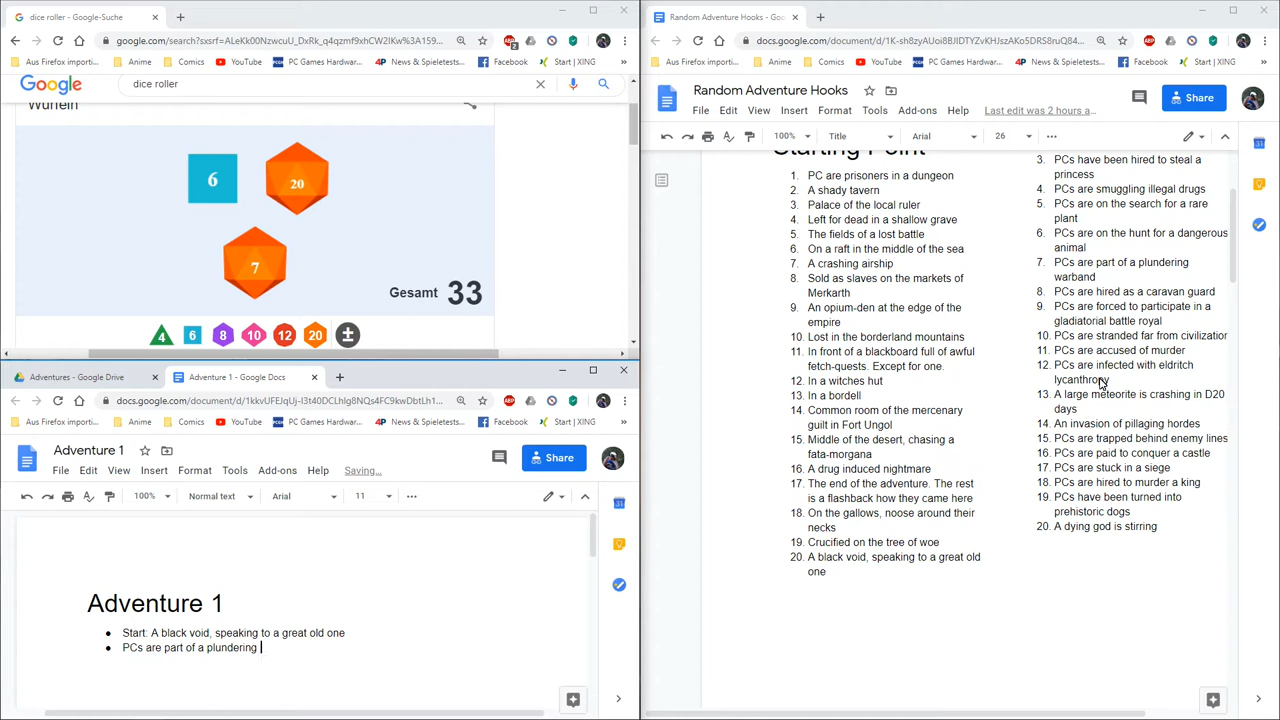 dice roller - Google-Suche
google.com/search?sxsrf=ALeKk00NzwcuU_DxRk_q4qzmf9xhCW2IKw%3A159...
Aus Firefox importi...
Anime
Comics
YouTube
PC Games Hardwar...
News & Spieletests...
Facebook
Start | XING
Google
dice roller
Würfeln
6
20
7
Gesamt 33
4
6
8
10
12
20
Adventures - Google Drive
Adventure 1 - Google Docs
Aus Firefox importi...
Anime
Comics
YouTube
PC Games Hardwar...
News & Spieletests...
Facebook
Start | XING
Adventure 1
File Edit View Insert Format Tools Add-ons Help Saving...
Share
100% Normal text Arial 11
Adventure 1
● Start: A black void, speaking to a great old one
● PCs are part of a plundering
Random Adventure Hooks - Goo
Aus Firefox importi...
Anime
Comics
YouTube
PC Games Hardwar...
News & Spieletests...
Facebook
Start | XING
Random Adventure Hooks
File Edit View Insert Format Tools Add-ons Help Last edit was 2 hours a...
Share
100% Title Arial 26
Starting Point
1. PC are prisoners in a dungeon
2. A shady tavern
3. Palace of the local ruler
4. Left for dead in a shallow grave
5. The fields of a lost battle
6. On a raft in the middle of the sea
7. A crashing airship
8. Sold as slaves on the markets of
Merkarth
9. An opium-den at the edge of the
empire
10. Lost in the borderland mountains
11. In front of a blackboard full of awful
fetch-quests. Except for one.
12. In a witches hut
13. In a bordell
14. Common room of the mercenary
guilt in Fort Ungol
15. Middle of the desert, chasing a
fata-morgana
16. A drug induced nightmare
17. The end of the adventure. The rest
is a flashback how they came here
18. On the gallows, noose around their
necks
19. Crucified on the tree of woe
20. A black void, speaking to a great old
one
3. PCs have been hired to steal a
princess
4. PCs are smuggling illegal drugs
5. PCs are on the search for a rare
plant
6. PCs are on the hunt for a dangerous
animal
7. PCs are part of a plundering
warband
8. PCs are hired as a caravan guard
9. PCs are forced to participate in a
gladiatorial battle royal
10. PCs are stranded far from civilization
11. PCs are accused of murder
12. PCs are infected with eldritch
lycanthropy
13. A large meteorite is crashing in D20
days
14. An invasion of pillaging hordes
15. PCs are trapped behind enemy lines
16. PCs are paid to conquer a castle
17. PCs are stuck in a siege
18. PCs are hired to murder a king
19. PCs have been turned into
prehistoric dogs
20. A dying god is stirring